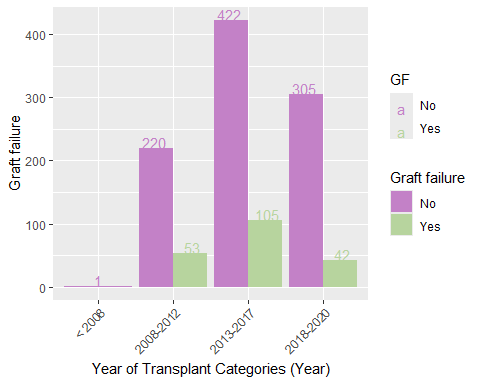 422
400
305
300
220
200
105
100
53
42
1
0
Graft failure
< 2008
2008-2012
2013-2017
2018-2020
Year of Transplant Categories (Year)
GF
a No
a Yes
Graft failure
No
Yes